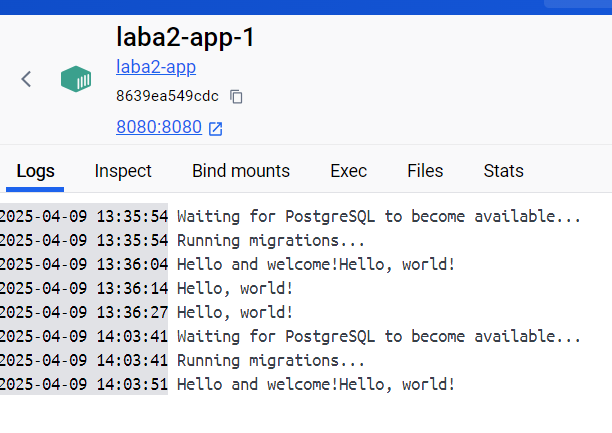 laba2-app-1
laba2-app
8639ea549cdc
8080:8080
Logs Inspect Bind mounts Exec Files Stats
2025-04-09 13:35:54 Waiting for PostgreSQL to become available...
2025-04-09 13:35:54 Running migrations...
2025-04-09 13:36:04 Hello and welcome!Hello, world!
2025-04-09 13:36:14 Hello, world!
2025-04-09 13:36:27 Hello, world!
2025-04-09 14:03:41 Waiting for PostgreSQL to become available...
2025-04-09 14:03:41 Running migrations...
2025-04-09 14:03:51 Hello and welcome!Hello, world!